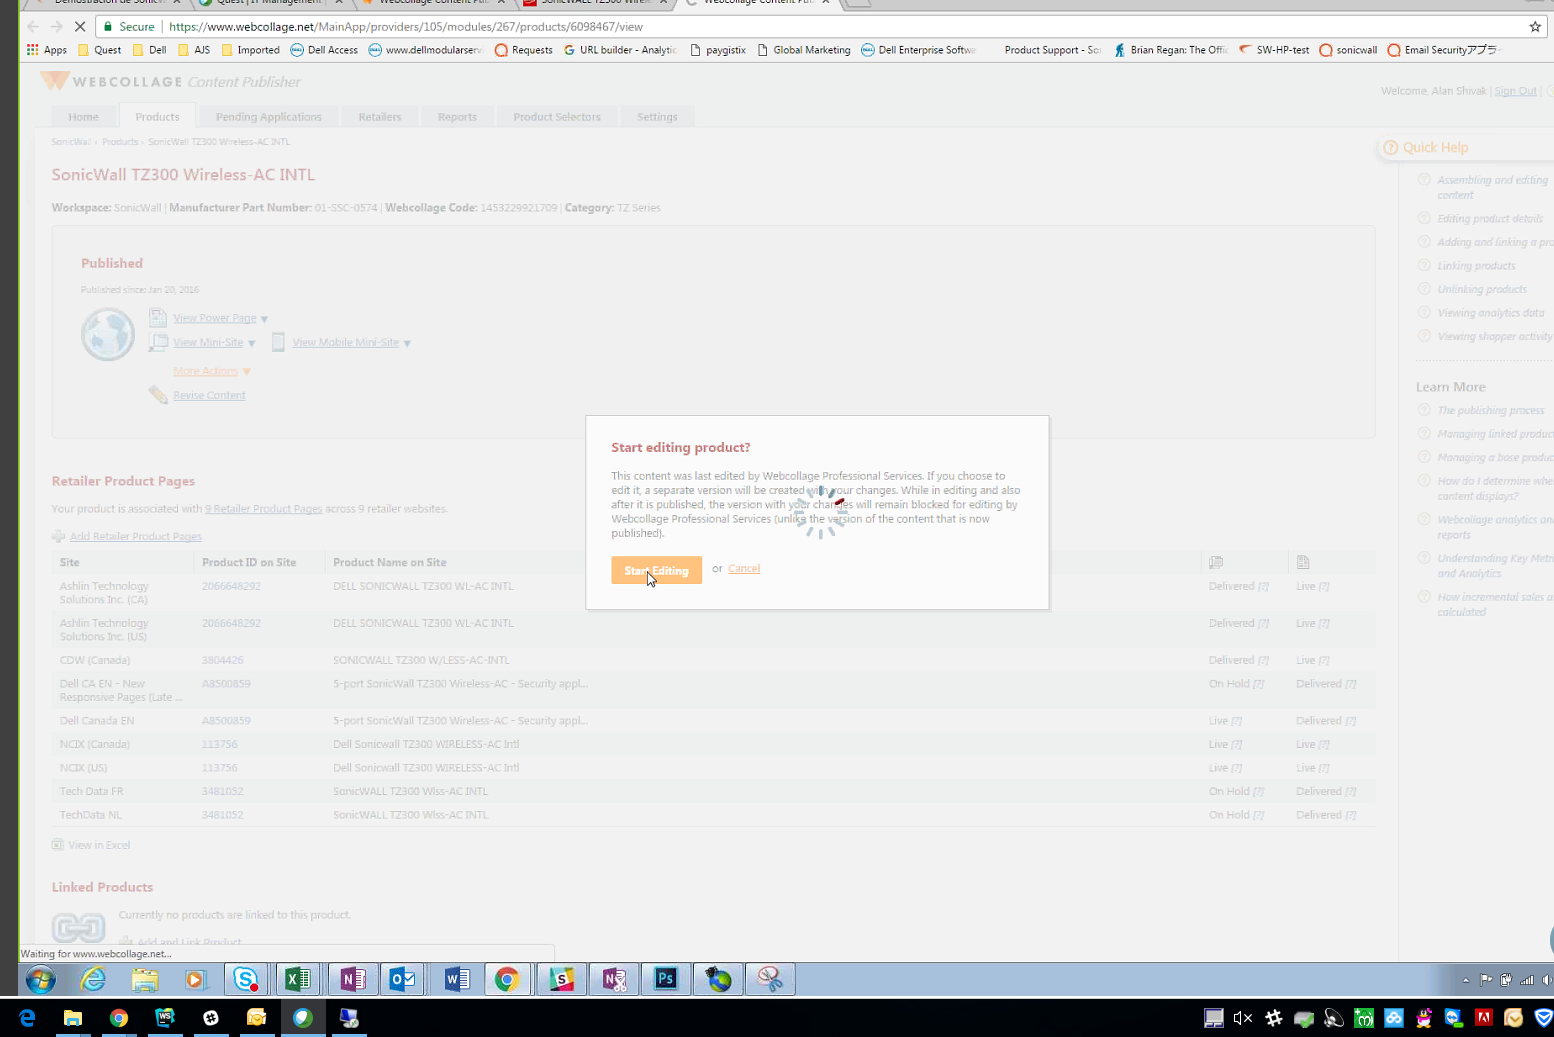 Secure https://www.webcollage.net/MainApp/providers/105/modules/267/products/6098467/view
Apps Quest Dell AJS Imported Dell Access www.dellmodularserv Requests URL builder - Analytic paygistix Global Marketing Dell Enterprise Softwa Product Support - So Brian Regan: The Offi SW-HP-test sonicwall Email Securityアプラー
WEBCOLLAGE Content Publisher
Welcome, Alan Shivak | Sign Out |
Home Products Pending Applications Retailers Reports Product Selectors Settings
SonicWall › Products › SonicWall TZ300 Wireless-AC INTL
Quick Help
SonicWall TZ300 Wireless-AC INTL
Workspace: SonicWall | Manufacturer Part Number: 01-SSC-0574 | Webcollage Code: 1453229921709 | Category: TZ Series
Assembling and editing
content
Editing product details
Adding and linking a pro
Linking products
Unlinking products
Viewing analytics data
Viewing shopper activity
Published
Published since: Jan 20, 2016
View Power Page
View Mini-Site View Mobile Mini-Site
More Actions
Revise Content
Learn More
The publishing process
Managing linked product
Managing a base produc
How do I determine whe
content displays?
Webcollage analytics an
reports
Understanding Key Met
and Analytics
How incremental sales a
calculated
Start editing product?
This content was last edited by Webcollage Professional Services. If you choose to
edit it, a separate version will be created with your changes. While in editing and also
after it is published, the version with your changes will remain blocked for editing by
Webcollage Professional Services (unlike the version of the content that is now
published).
Start Editing or Cancel
Retailer Product Pages
Your product is associated with 9 Retailer Product Pages across 9 retailer websites.
Add Retailer Product Pages
Site Product ID on Site Product Name on Site
Ashlin Technology
Solutions Inc. (CA) 2066648292 DELL SONICWALL TZ300 WL-AC INTL Delivered [?] Live [?]
Ashlin Technology
Solutions Inc. (US) 2066648292 DELL SONICWALL TZ300 WL-AC INTL Delivered [?] Live [?]
CDW (Canada) 3804426 SONICWALL TZ300 W/LESS-AC-INTL Delivered [?] Live [?]
Dell CA EN - New
Responsive Pages (Late ... A8500859 5-port SonicWall TZ300 Wireless-AC - Security appl... On Hold [?] Delivered [?]
Dell Canada EN A8500859 5-port SonicWall TZ300 Wireless-AC - Security appl... Live [?] Delivered [?]
NCIX (Canada) 113756 Dell Sonicwall TZ300 WIRELESS-AC Intl Live [?] Delivered [?]
NCIX (US) 113756 Dell Sonicwall TZ300 WIRELESS-AC Intl Live [?] Delivered [?]
Tech Data FR 3481052 SonicWALL TZ300 Wlss-AC INTL On Hold [?] Delivered [?]
TechData NL 3481052 SonicWALL TZ300 Wlss-AC INTL On Hold [?] Delivered [?]
View in Excel
Linked Products
Currently no products are linked to this product.
Add and Link Product
Waiting for www.webcollage.net...